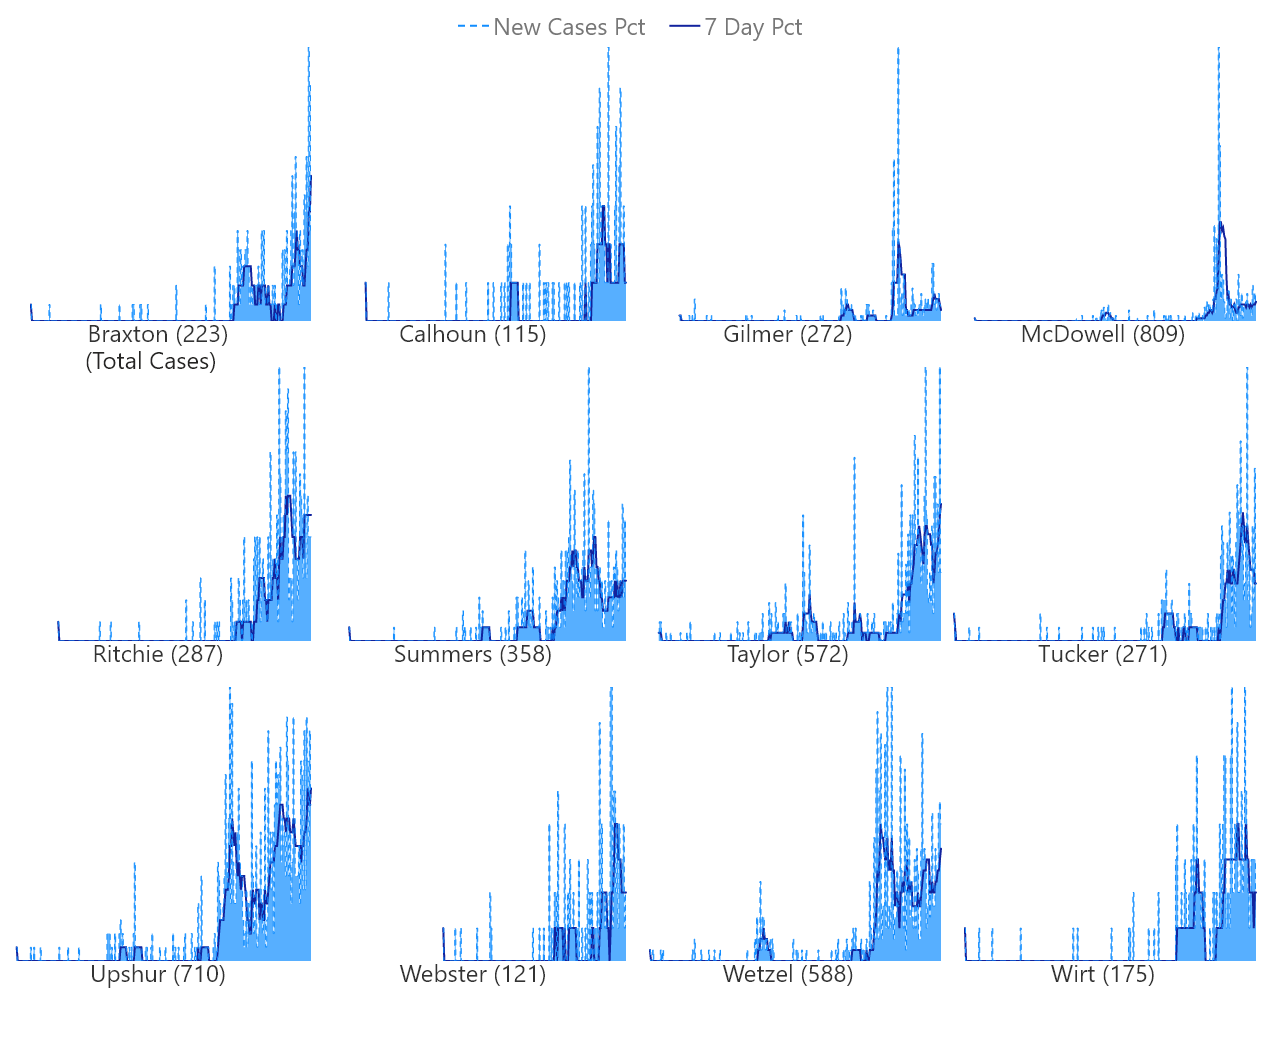 New Cases Pct 7 Day Pct
Braxton (223) Calhoun (115) Gilmer (272) McDowell (809)
(Total Cases)
Ritchie (287) Summers (358) Taylor (572) Tucker (271)
Upshur (710) Webster (121) Wetzel (588) Wirt (175)